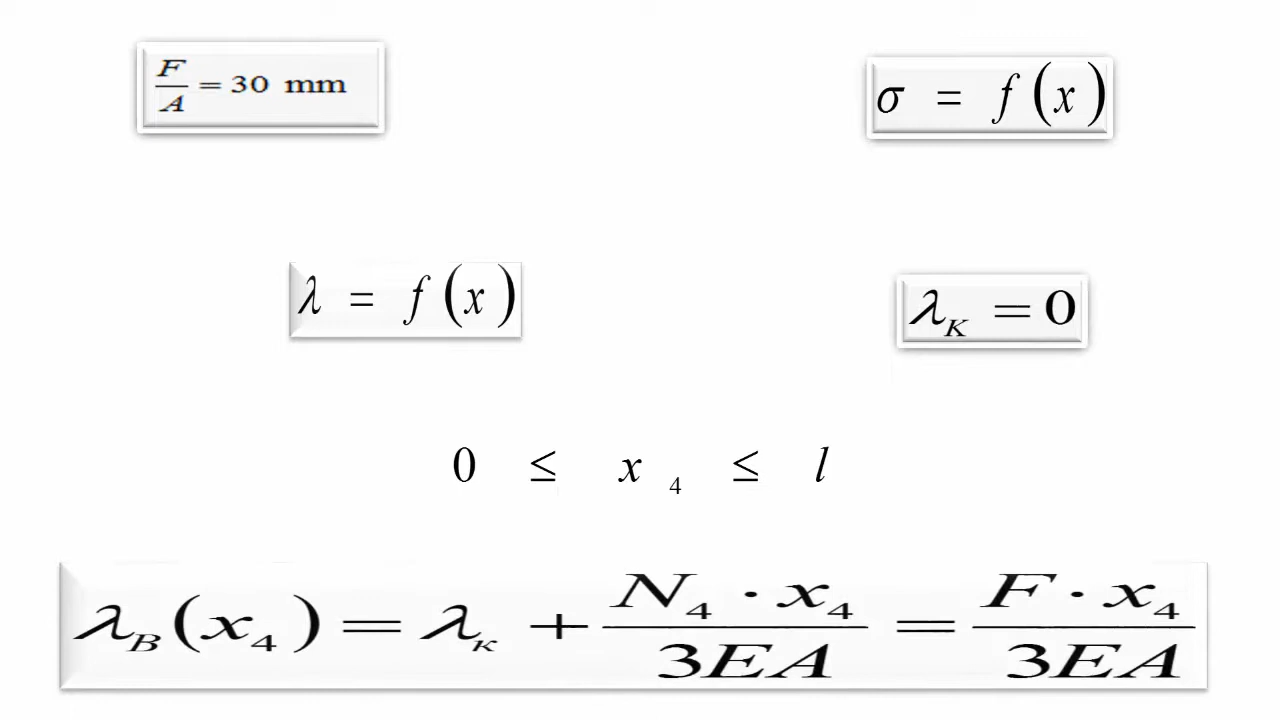 F/A = 30 mm
σ = f(x)
λ = f(x)
λ_K = 0
0 ≤ x_4 ≤ l
λ_B(x_4) = λ_κ + (N_4 · x_4)/(3EA) = (F · x_4)/(3EA)